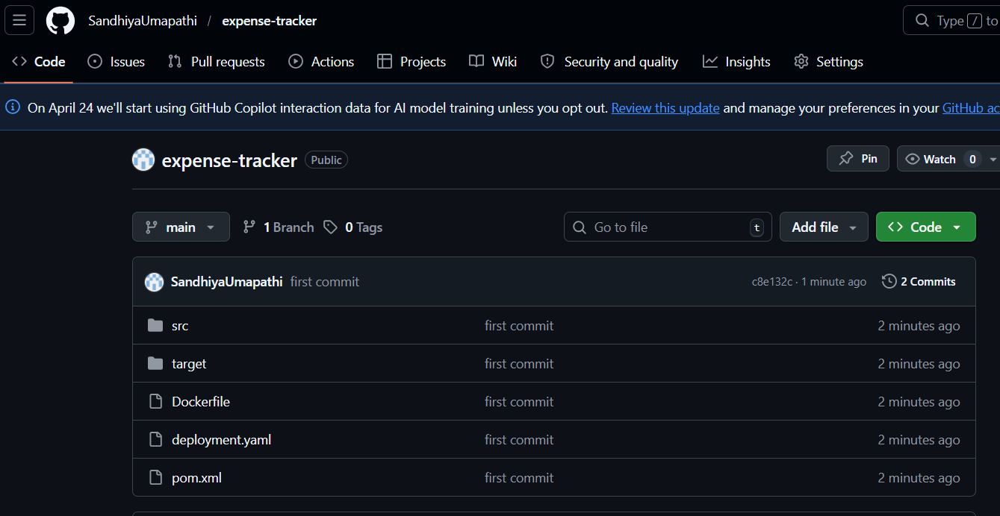 SandhiyaUmapathi / expense-tracker
Type / to
Code Issues Pull requests Actions Projects Wiki Security and quality Insights Settings
On April 24 we'll start using GitHub Copilot interaction data for AI model training unless you opt out. Review this update and manage your preferences in your GitHub ac
expense-tracker Public
Pin
Watch 0
main 1 Branch 0 Tags
Go to file t
Add file
Code
SandhiyaUmapathi first commit c8e132c · 1 minute ago 2 Commits
src first commit 2 minutes ago
target first commit 2 minutes ago
Dockerfile first commit 2 minutes ago
deployment.yaml first commit 2 minutes ago
pom.xml first commit 2 minutes ago